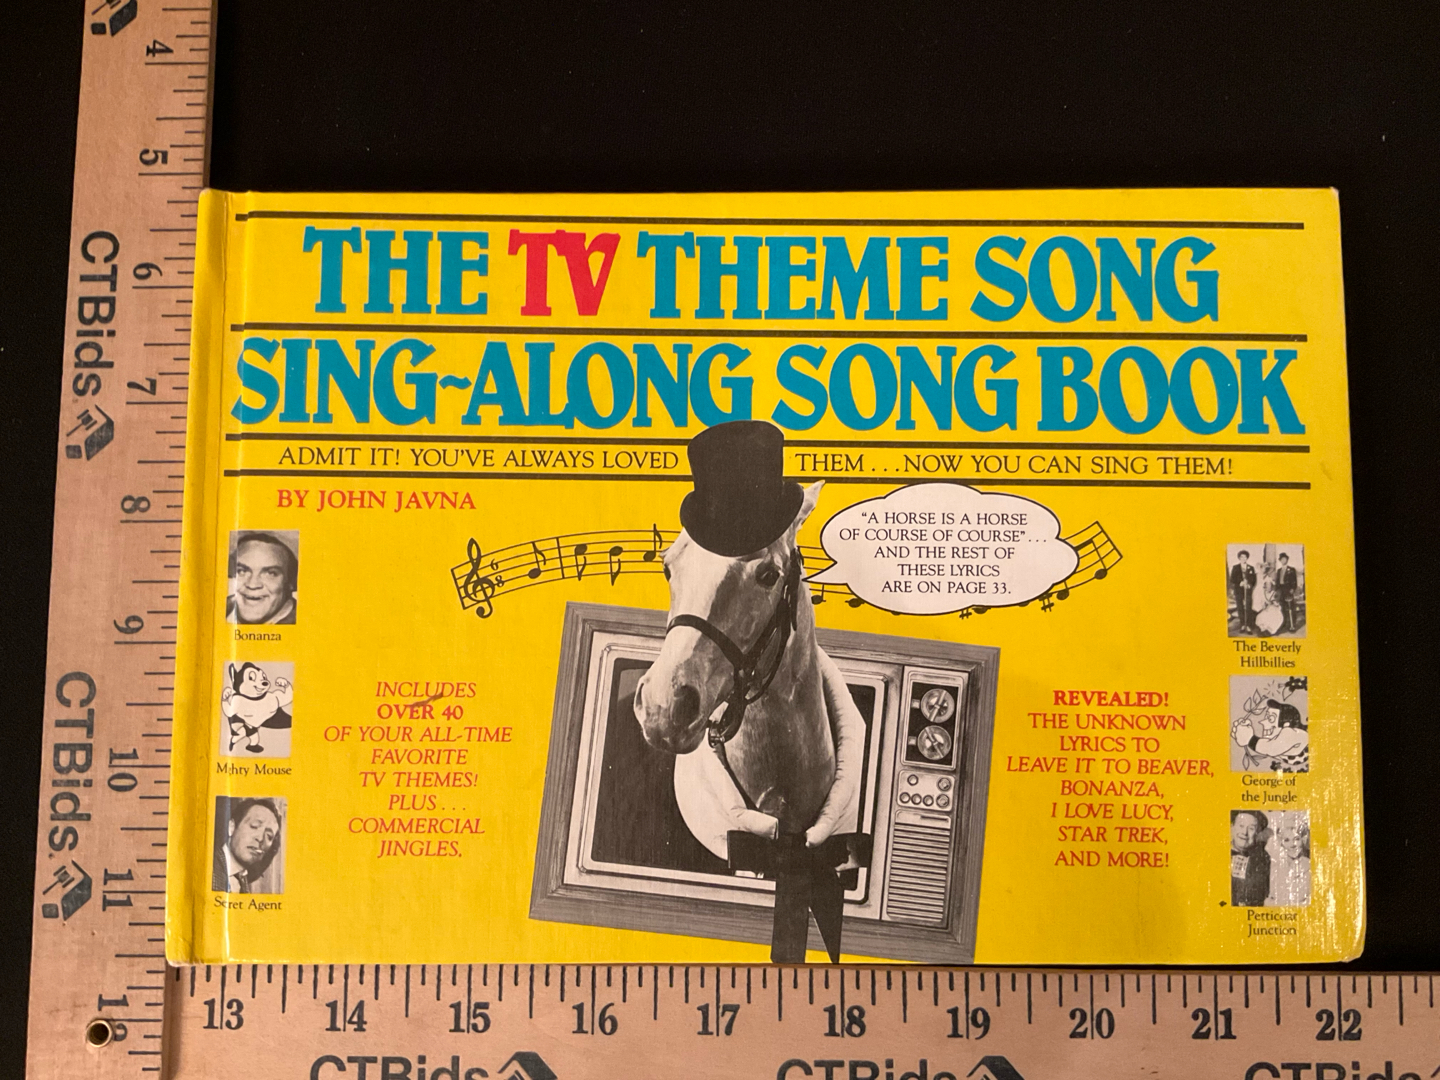 THE TV THEME SONG
SING~ALONG SONG BOOK
ADMIT IT! YOU'VE ALWAYS LOVED THEM...NOW YOU CAN SING THEM!
BY JOHN JAVNA
"A HORSE IS A HORSE
OF COURSE OF COURSE"...
AND THE REST OF
THESE LYRICS
ARE ON PAGE 33.
6
8
Bonanza
Mighty Mouse
Secret Agent
INCLUDES
OVER 40
OF YOUR ALL-TIME
FAVORITE
TV THEMES!
PLUS...
COMMERCIAL
JINGLES.
REVEALED!
THE UNKNOWN
LYRICS TO
LEAVE IT TO BEAVER,
BONANZA,
I LOVE LUCY,
STAR TREK,
AND MORE!
The Beverly
Hillbillies
George of
the Jungle
Petticoat
Junction
4
5
6
7
8
9
10
11
CTBids
CTBids
13 14 15 16 17 18 19 20 21 22
CTBids CTBids CTBids